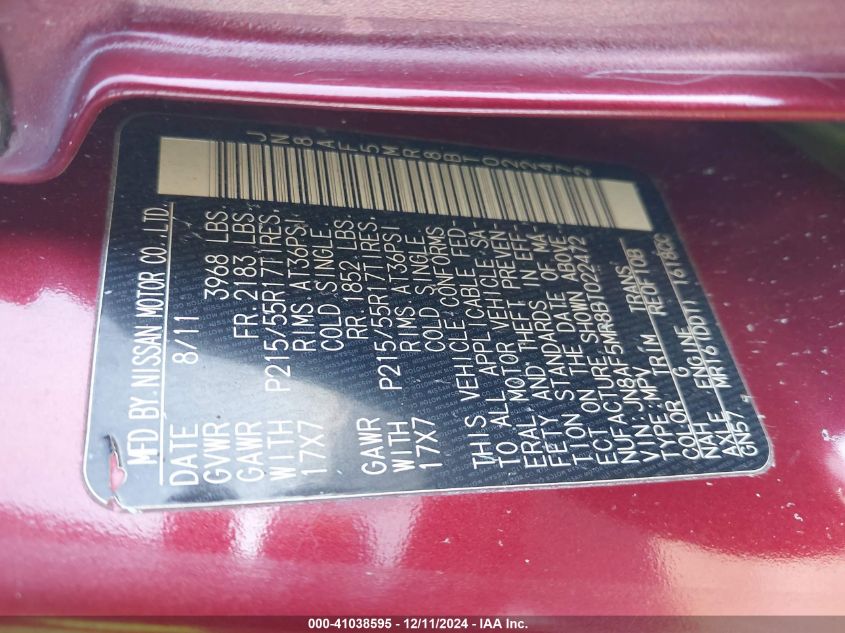 JN8AF5MR8BT022472
MFD BY NISSAN MOTOR CO., LTD.
DATE 8/11
GVWR 3968 LBS.
GAWR FR.2183 LBS.
WITH P215/55R17TIRES,
17X7 RIMS, AT36PSI
COLD SINGLE
GAWR RR 1852 LBS
WITH P215/55R17TIRES,
17X7 RIMS, AT36PSI
COLD SINGLE
THIS VEHICLE CONFORMS
TO ALL APPLICABLE FED-
ERAL MOTOR VEHICLE SA-
FETY AND THEFT PREVEN
TION STANDARDS IN EFF-
ECT ON THE DATE OF MA-
NUFACTURE SHOWN ABOVE.
VIN: JN8AF5MR8BT022472
TYPE: MPV
COLOR TRIM TRANS
NAH G RE0F10B
AXLE ENGINE
GN57 MR16(DDT) 1618CC
000-41038595 - 12/11/2024 - IAA Inc.